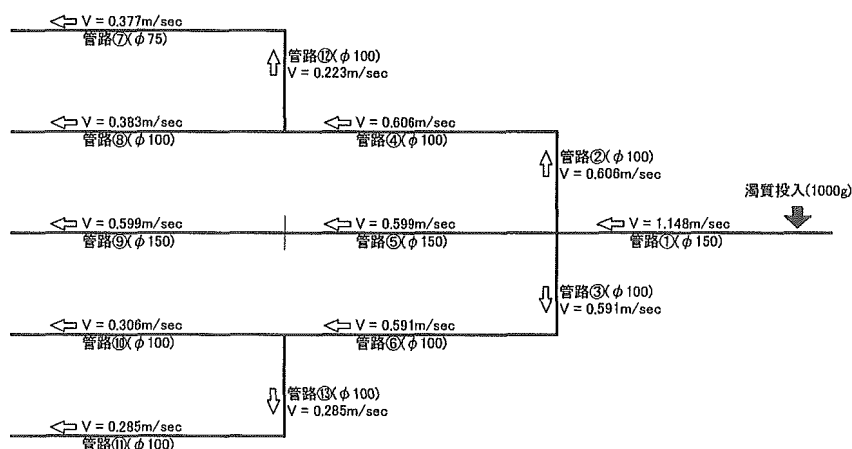 V = 0.377m/sec
管路⑦(φ75)
管路⑫(φ100)
V = 0.223m/sec
V = 0.383m/sec
管路⑧(φ100)
V = 0.606m/sec
管路④(φ100)
管路②(φ100)
V = 0.606m/sec
濁質投入(1000g)
V = 0.599m/sec
管路⑨(φ150)
V = 0.599m/sec
管路⑤(φ150)
V = 1.148m/sec
管路①(φ150)
管路③(φ100)
V = 0.591m/sec
V = 0.306m/sec
管路⑩(φ100)
V = 0.591m/sec
管路⑥(φ100)
管路⑬(φ100)
V = 0.285m/sec
V = 0.285m/sec
管路⑪(φ100)